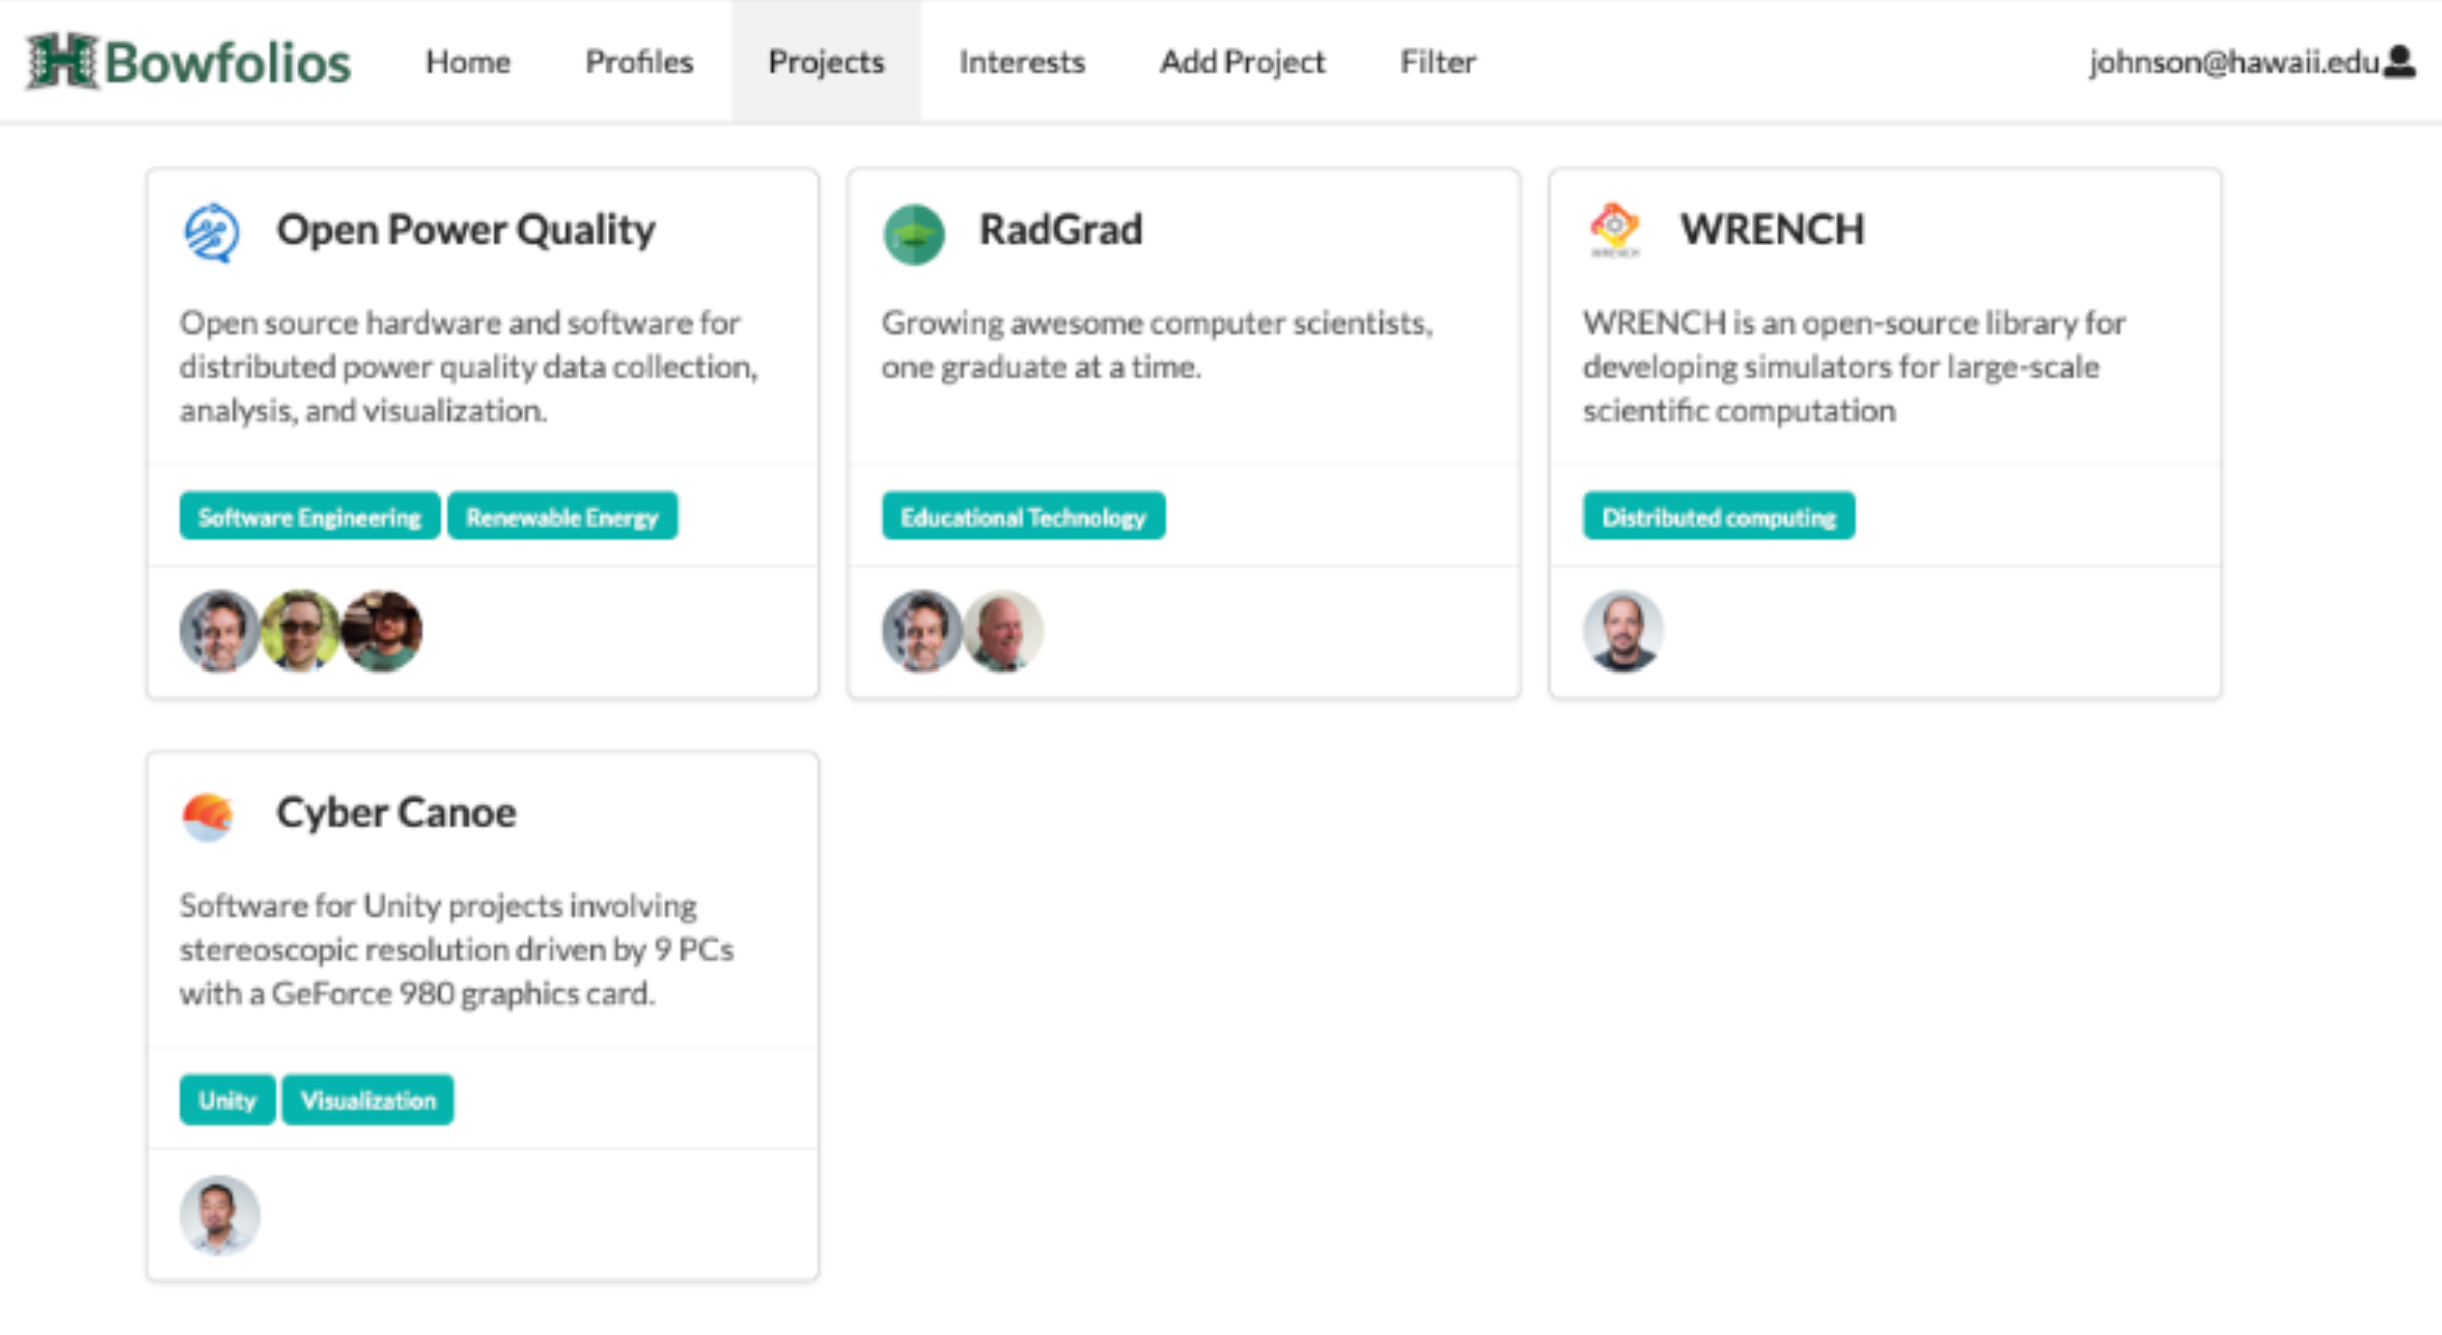 Bowfolios Home Profiles Projects Interests Add Project Filter johnson@hawaii.edu
Open Power Quality
Open source hardware and software for
distributed power quality data collection,
analysis, and visualization.
Software Engineering Renewable Energy
RadGrad
Growing awesome computer scientists,
one graduate at a time.
Educational Technology
WRENCH
WRENCH
WRENCH is an open-source library for
developing simulators for large-scale
scientific computation
Distributed computing
Cyber Canoe
Software for Unity projects involving
stereoscopic resolution driven by 9 PCs
with a GeForce 980 graphics card.
Unity Visualization